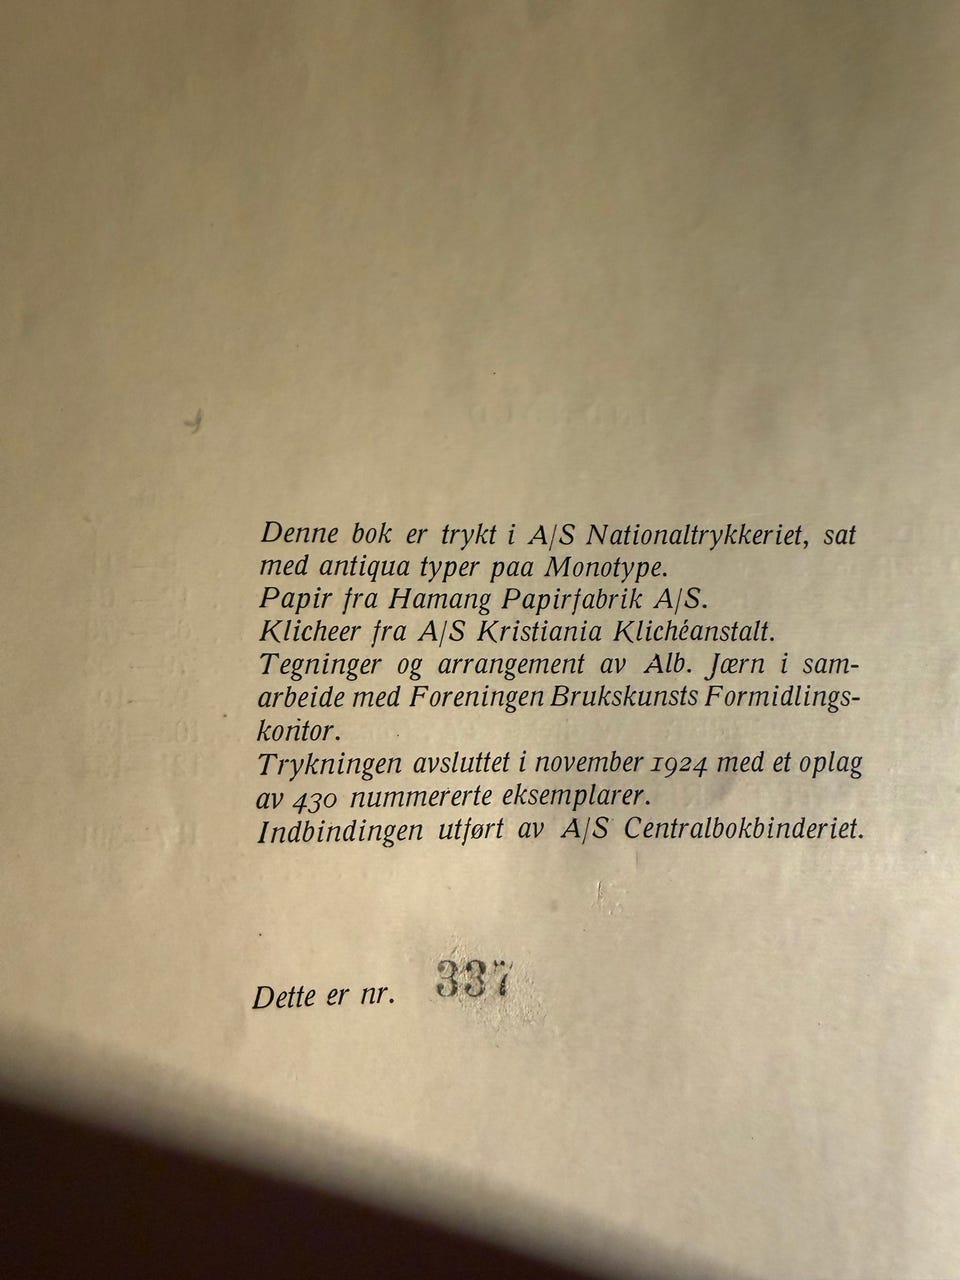 Denne bok er trykt i A/S Nationaltrykkeriet, sat
med antiqua typer paa Monotype.
Papir fra Hamang Papirfabrik A/S.
Klicheer fra A/S Kristiania Klichéanstalt.
Tegninger og arrangement av Alb. Jærn i sam-
arbeide med Foreningen Brukskunsts Formidlings-
kontor.
Trykningen avsluttet i november 1924 med et oplag
av 430 nummererte eksemplarer.
Indbindingen utført av A/S Centralbokbinderiet.
Dette er nr. 337